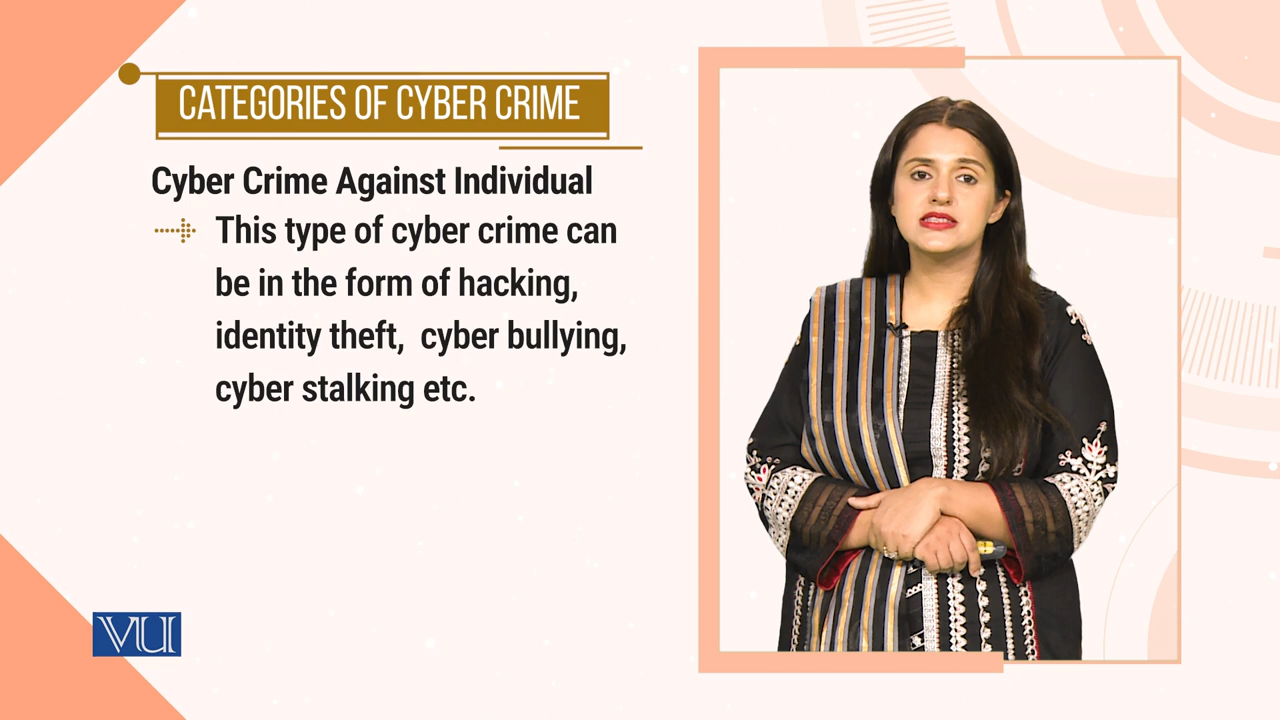 CATEGORIES OF CYBER CRIME
Cyber Crime Against Individual
This type of cyber crime can
be in the form of hacking,
identity theft, cyber bullying,
cyber stalking etc.
VU